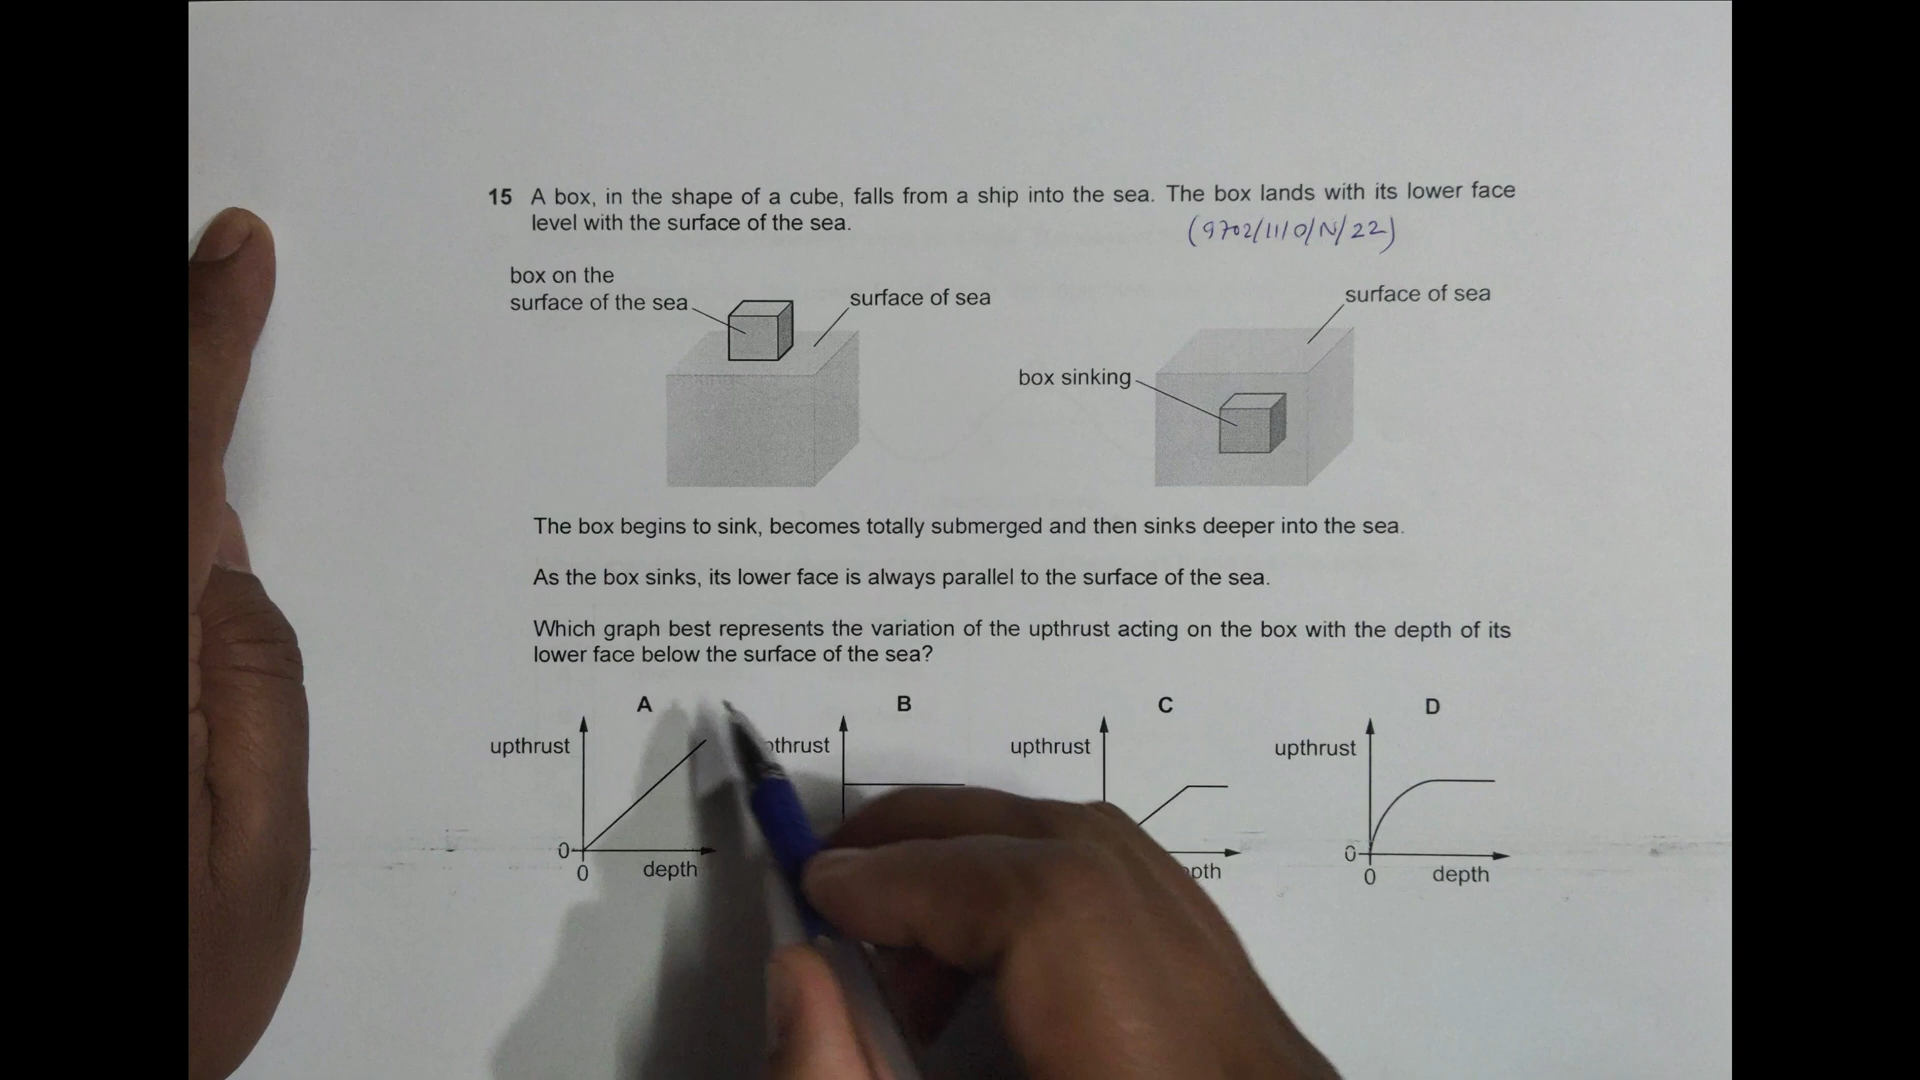 15 A box, in the shape of a cube, falls from a ship into the sea. The box lands with its lower face
level with the surface of the sea.
(9702/11/O/N/22)
box on the
surface of the sea
surface of sea
surface of sea
box sinking
The box begins to sink, becomes totally submerged and then sinks deeper into the sea.
As the box sinks, its lower face is always parallel to the surface of the sea.
Which graph best represents the variation of the upthrust acting on the box with the depth of its
lower face below the surface of the sea?
A
B
C
D
upthrust
upthrust
upthrust
0
0
0
depth
0
depth